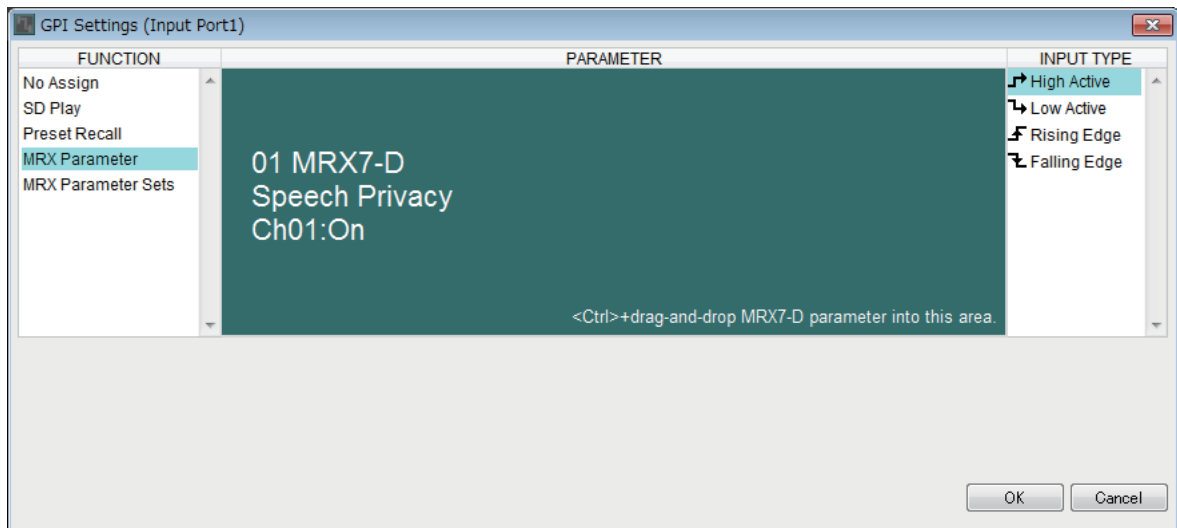 GPI Settings (Input Port1)
FUNCTION
No Assign
SD Play
Preset Recall
MRX Parameter
MRX Parameter Sets
PARAMETER
01 MRX7-D
Speech Privacy
Ch01:On
<Ctrl>+drag-and-drop MRX7-D parameter into this area.
INPUT TYPE
High Active
Low Active
Rising Edge
Falling Edge
OK
Cancel